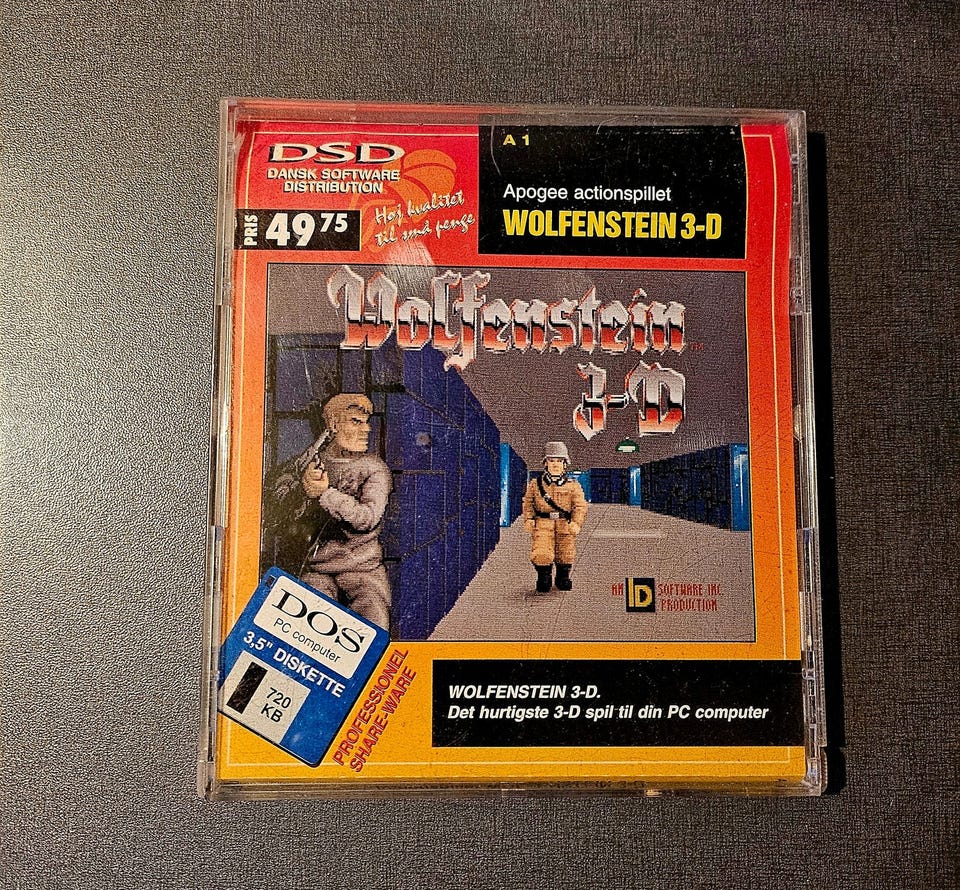 DSD
DANSK SOFTWARE
DISTRIBUTION
PRIS 49 75
Høj kvalitet
til små penge
A 1
Apogee actionspillet
WOLFENSTEIN 3-D
Wolfenstein
3-D
AN ID SOFTWARE INC.
PRODUCTION
DOS
PC computer
3,5" DISKETTE
720
KB
PROFESSIONEL
SHARE-WARE
WOLFENSTEIN 3-D.
Det hurtigste 3-D spil til din PC computer